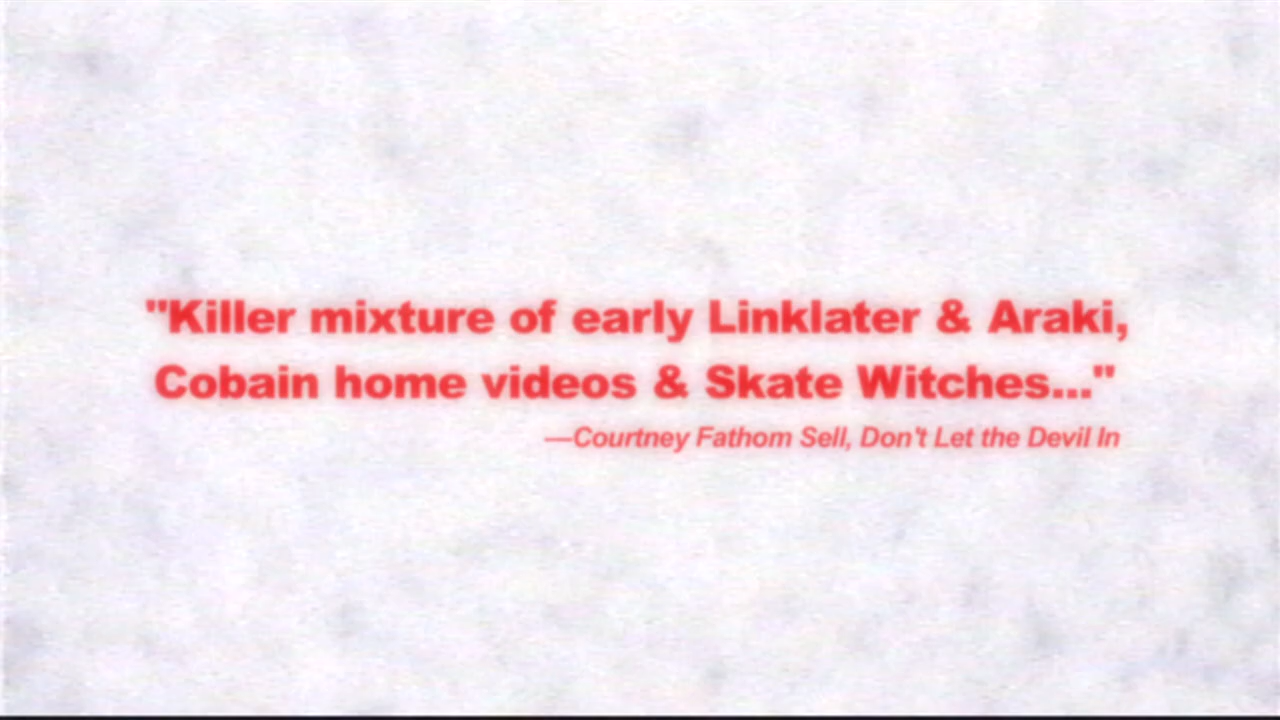 "Killer mixture of early Linklater & Araki,
Cobain home videos & Skate Witches..."
—Courtney Fathom Sell, Don't Let the Devil In